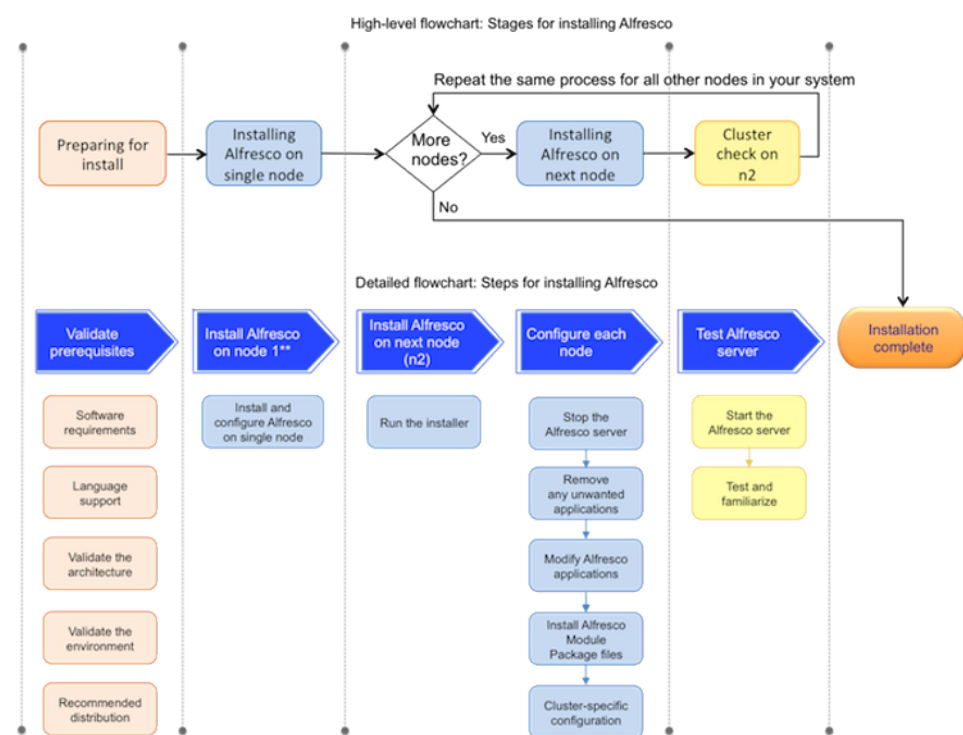 High-level flowchart: Stages for installing Alfresco
Repeat the same process for all other nodes in your system
Preparing for
install
Installing
Alfresco on
single node
More
nodes?
Yes
Installing
Alfresco on
next node
Cluster
check on
n2
No
Detailed flowchart: Steps for installing Alfresco
Validate
prerequisites
Install Alfresco
on node 1**
Install Alfresco
on next node
(n2)
Configure each
node
Test Alfresco
server
Installation
complete
Software
requirements
Language
support
Validate the
architecture
Validate the
environment
Recommended
distribution
Install and
configure Alfresco
on single node
Run the installer
Stop the
Alfresco server
Remove
any unwanted
applications
Modify Alfresco
applications
Install Alfresco
Module
Package files
Cluster-specific
configuration
Start the
Alfresco server
Test and
familiarize